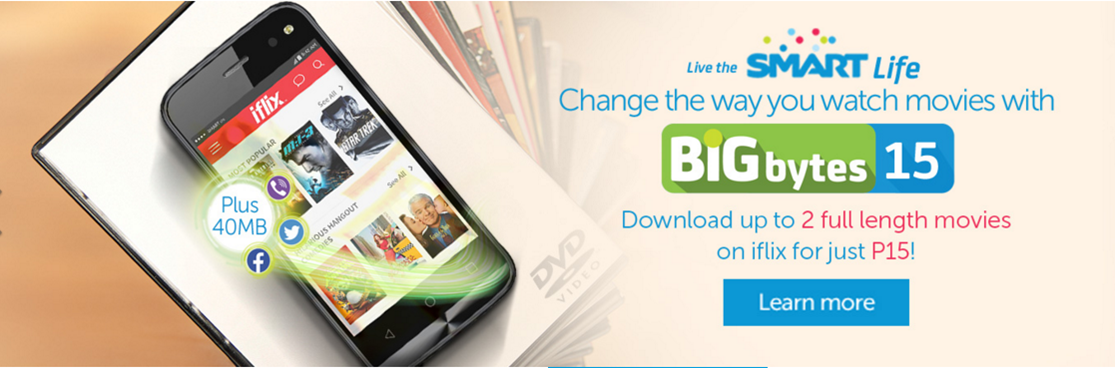 Live the SMART Life
Change the way you watch movies with
BiG bytes 15
Download up to 2 full length movies
on iflix for just P15!
Learn more
iflix
See All
MOST POPULAR
M:I-3
STAR TREK
See All
Plus
40MB
HANGOUT
DVD
VIDEO